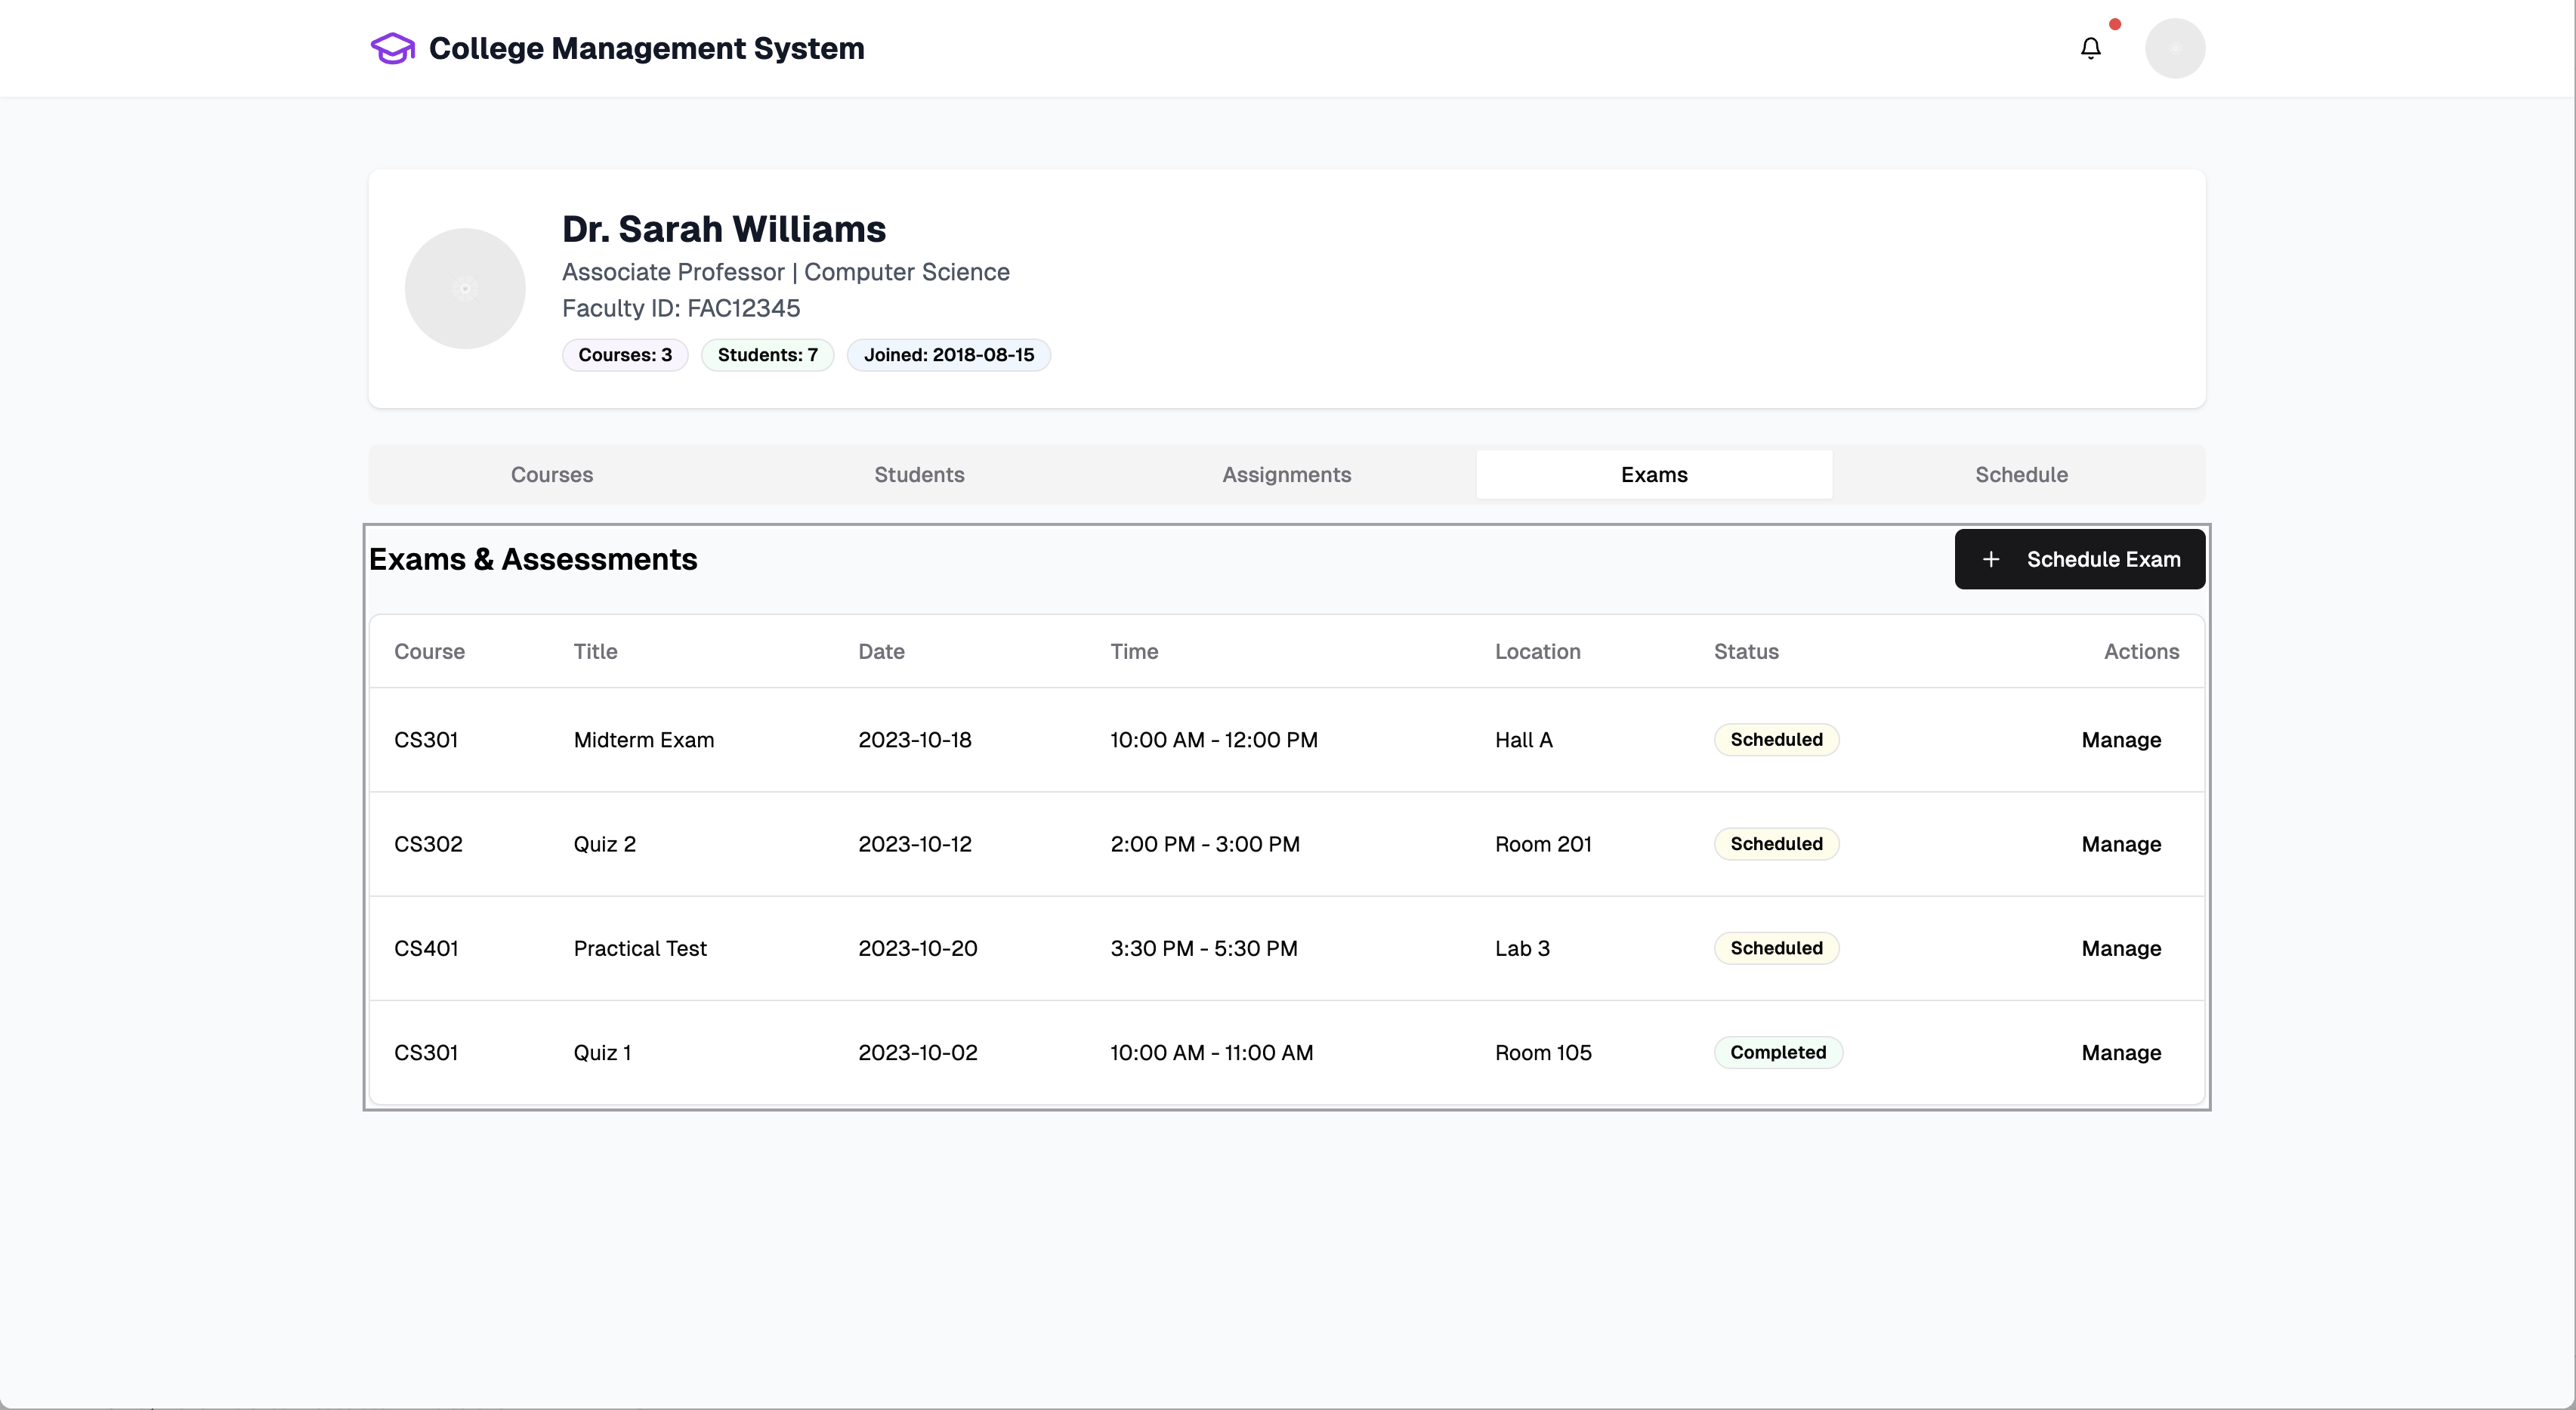 College Management System
Dr. Sarah Williams
Associate Professor | Computer Science
Faculty ID: FAC12345
Courses: 3 Students: 7 Joined: 2018-08-15
Courses Students Assignments Exams Schedule
Exams & Assessments + Schedule Exam
Course Title Date Time Location Status Actions
CS301 Midterm Exam 2023-10-18 10:00 AM - 12:00 PM Hall A Scheduled Manage
CS302 Quiz 2 2023-10-12 2:00 PM - 3:00 PM Room 201 Scheduled Manage
CS401 Practical Test 2023-10-20 3:30 PM - 5:30 PM Lab 3 Scheduled Manage
CS301 Quiz 1 2023-10-02 10:00 AM - 11:00 AM Room 105 Completed Manage